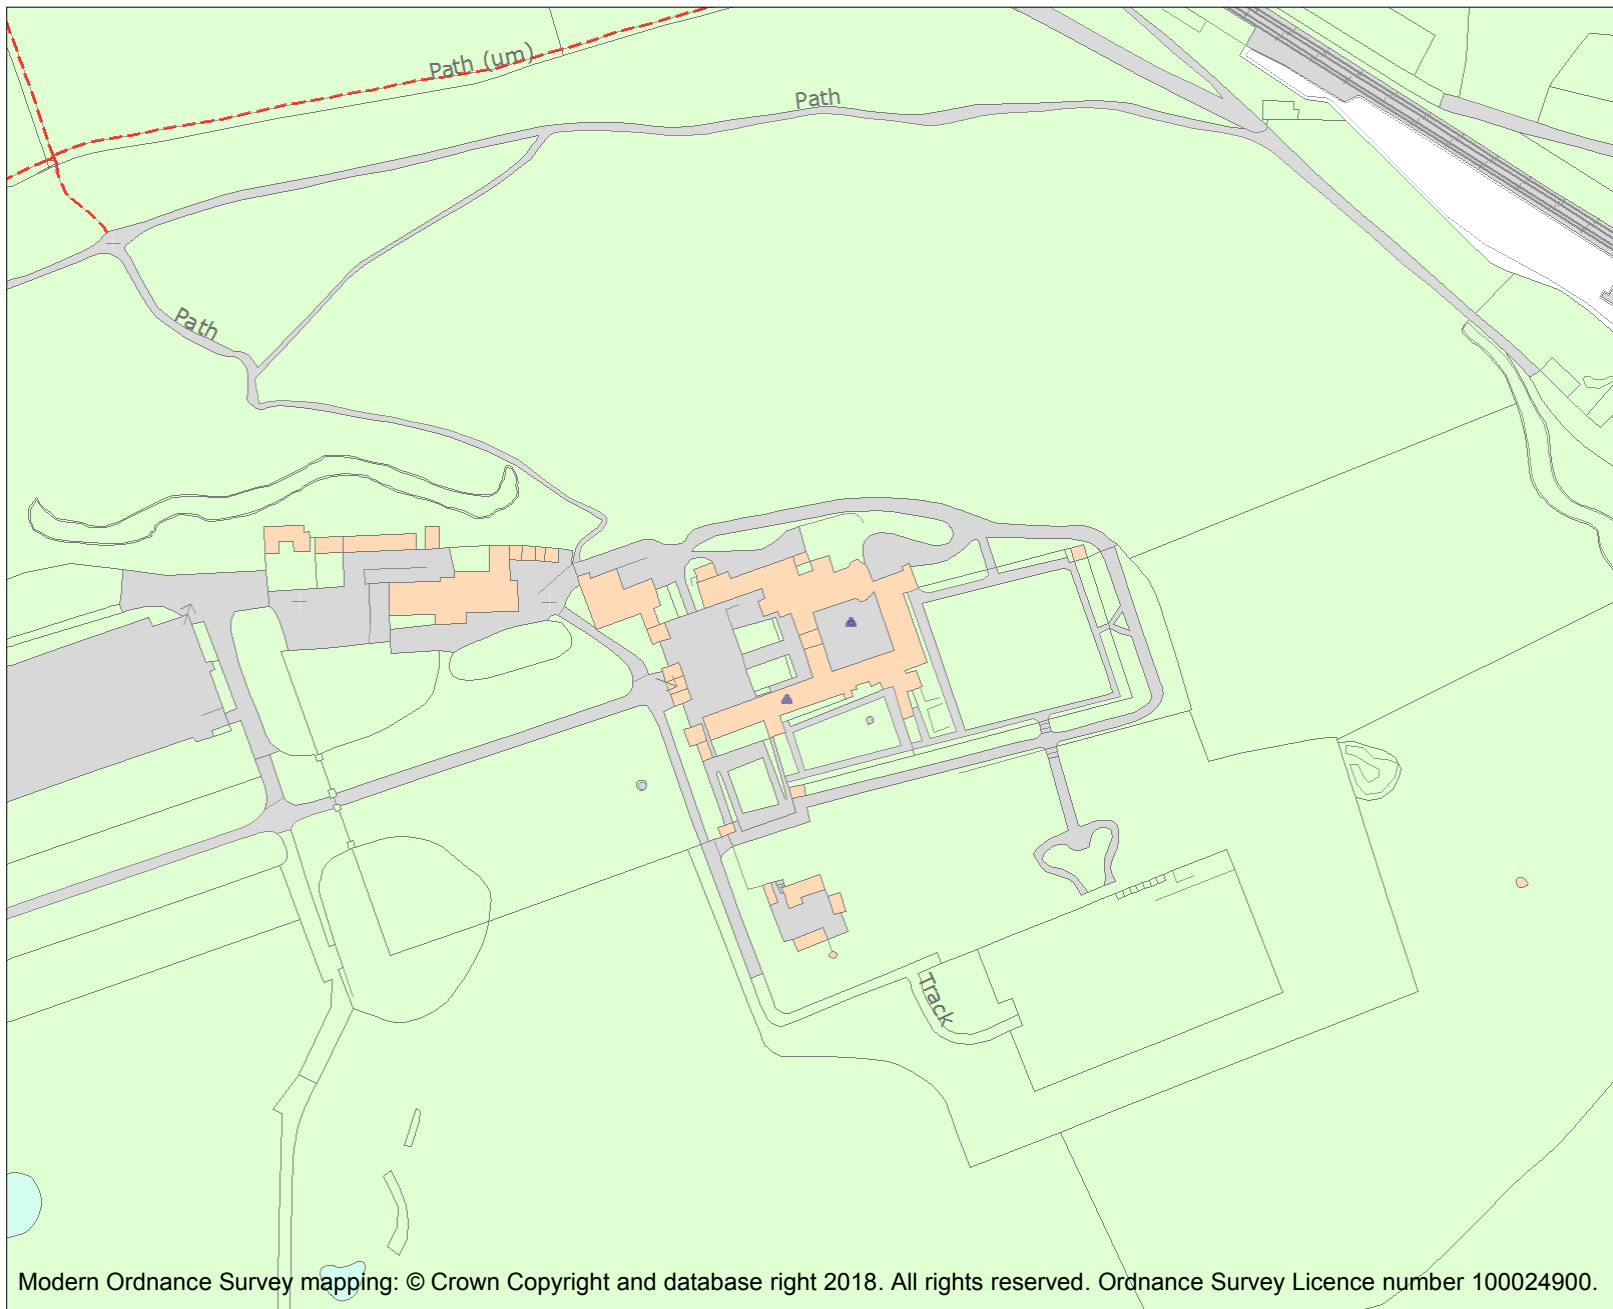 Path (um)
Path
Path
Track
Modern Ordnance Survey mapping: © Crown Copyright and database right 2018. All rights reserved. Ordnance Survey Licence number 100024900.